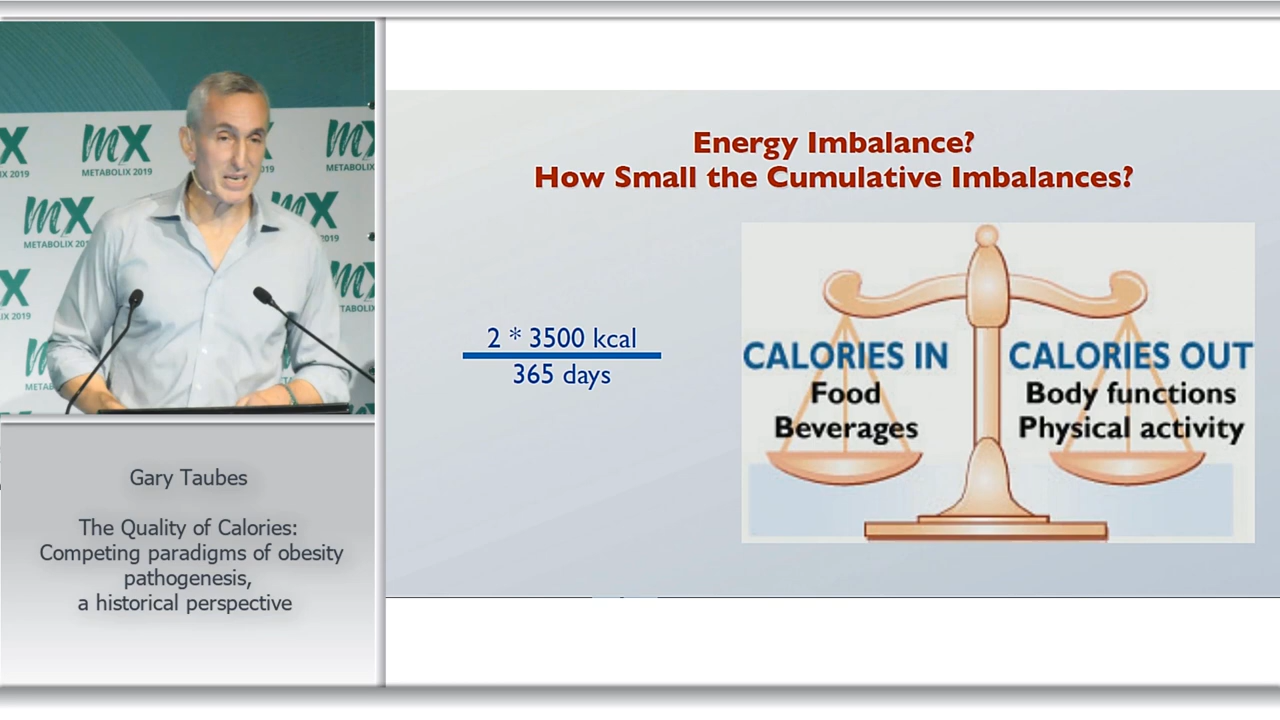 mX
METABOLIX 2019
Gary Taubes
The Quality of Calories:
Competing paradigms of obesity
pathogenesis,
a historical perspective
Energy Imbalance?
How Small the Cumulative Imbalances?
2 * 3500 kcal
365 days
CALORIES IN
Food
Beverages
CALORIES OUT
Body functions
Physical activity